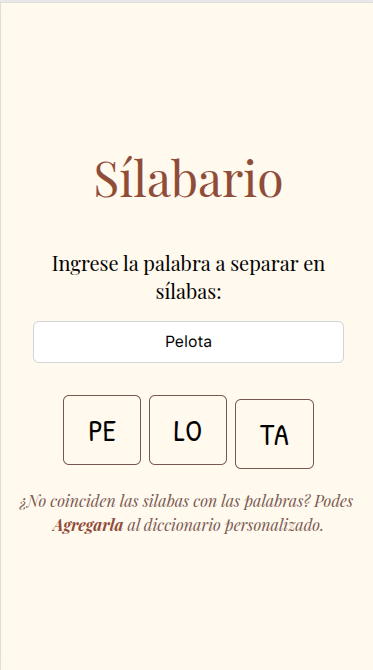 Sílabario
Ingrese la palabra a separar en
sílabas:
Pelota
PE LO TA
¿No coinciden las silabas con las palabras? Podes
Agregarla al diccionario personalizado.